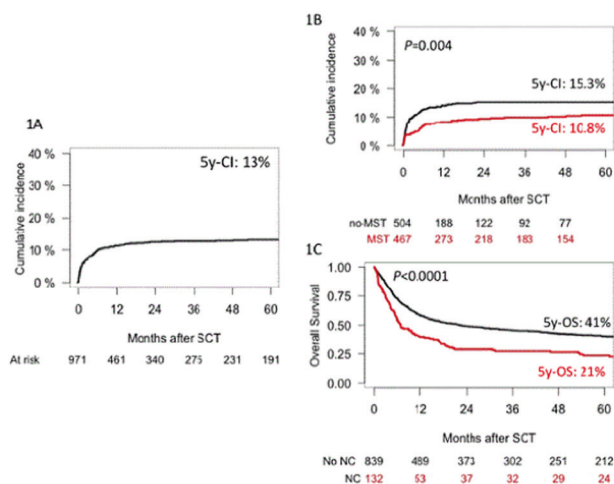 1A
Cumulative incidence
40 %
30 %
20 %
10 %
0 %
5y-CI: 13%
0 12 24 36 48 60
Months after SCT
At risk 971 461 340 275 231 191
1B
Cumulative incidence
40 %
30 %
20 %
10 %
0 %
P=0.004
5y-CI: 15.3%
5y-CI: 10.8%
0 12 24 36 48 60
Months after SCT
no-MST 504 188 122 92 77
MST 467 273 218 183 154
1C
Overall Survival
1.00
0.75
0.50
0.25
0.00
P<0.0001
5y-OS: 41%
5y-OS: 21%
0 12 24 36 48 60
Months after SCT
No NC 839 489 373 302 251 212
NC 132 53 37 32 29 24